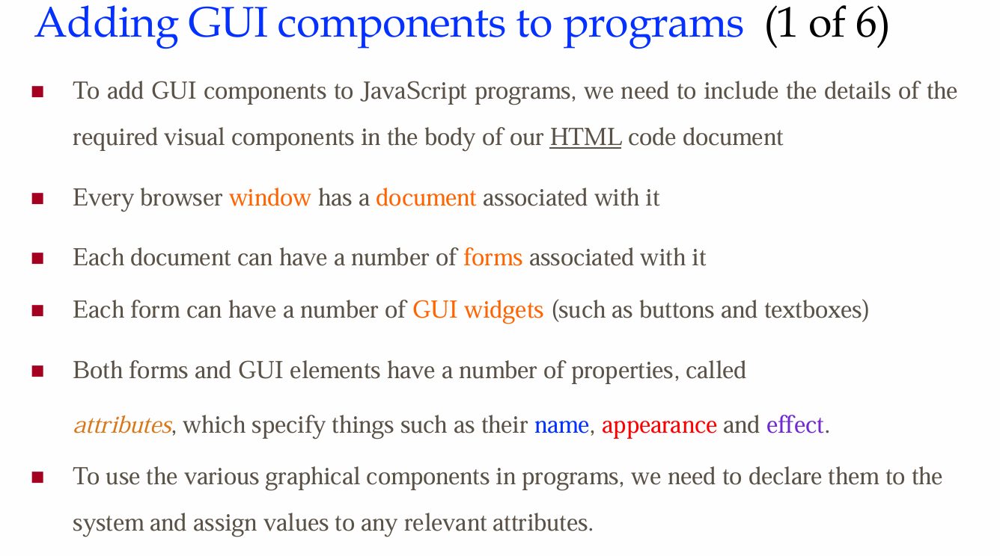 Adding GUI components to programs (1 of 6)
To add GUI components to JavaScript programs, we need to include the details of the
required visual components in the body of our HTML code document
Every browser window has a document associated with it
Each document can have a number of forms associated with it
Each form can have a number of GUI widgets (such as buttons and textboxes)
Both forms and GUI elements have a number of properties, called
attributes, which specify things such as their name, appearance and effect.
To use the various graphical components in programs, we need to declare them to the
system and assign values to any relevant attributes.